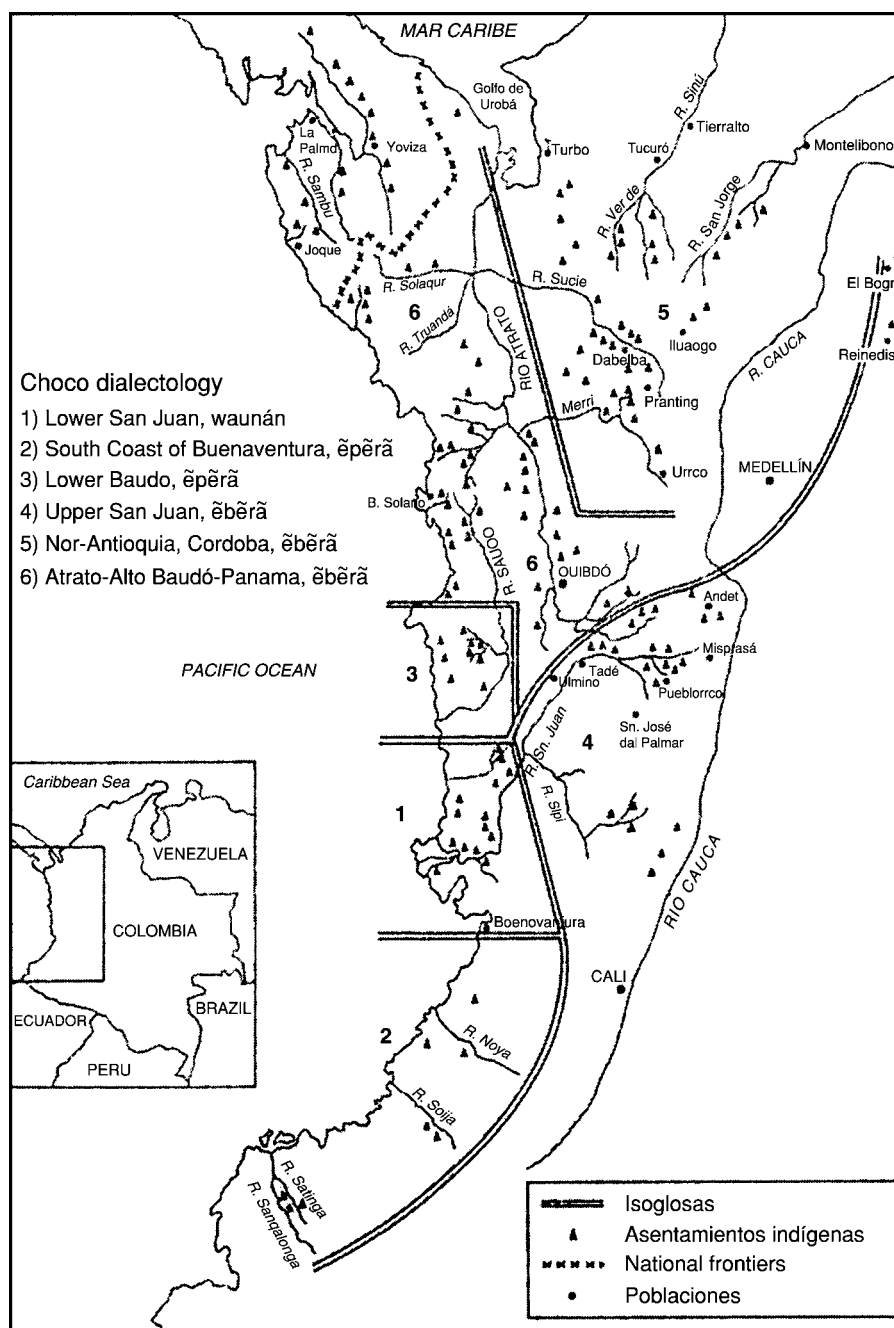 MAR CARIBE
Golfo de
Urobá
R. Sinú
Tierralto
La
Palmo
Yoviza
Turbo
Tucuró
Montelibono
R. Sambu
R. Ver de
R. San Jorge
Joque
R. Solaqur
R. Sucie
El Bogr
6
5
R. Truandá
RIO ATRATO
Iluaogo
Dabelba
R. CAUCA
Reinedis
Choco dialectology
1) Lower San Juan, waunán
2) South Coast of Buenaventura, ẽpẽrã
3) Lower Baudo, ẽpẽrã
4) Upper San Juan, ẽbẽrã
5) Nor-Antioquia, Cordoba, ẽbẽrã
6) Atrato-Alto Baudó-Panama, ẽbẽrã
Merri
Pranting
Urrco
MEDELLÍN
B. Solano
R. SAUOO
6
OUIBDÓ
Andet
PACIFIC OCEAN
3
Ulmino
Tadé
Misprasá
Pueblorrco
Sn. José
dal Palmar
R. Sn. Juan
4
R. Sipi
1
RIO CAUCA
Caribbean Sea
VENEZUELA
COLOMBIA
ECUADOR
BRAZIL
PERU
Boenovanjura
CALI
2
R. Noya
R. Soija
R. Satinga
R. Sanqalonga
Isoglosas
Asentamientos indígenas
National frontiers
Poblaciones